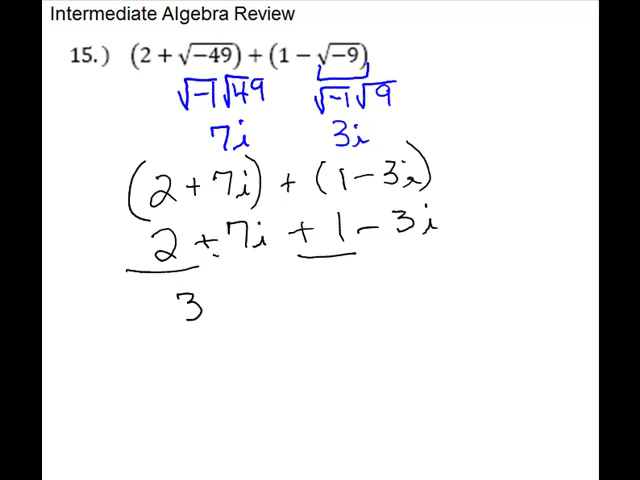 Intermediate Algebra Review
15.) (2 + √−49) + (1 − √−9)
√−1 √49 √−1 √9
7i 3i
(2 + 7i) + (1 − 3i)
2 + 7i + 1 − 3i
3